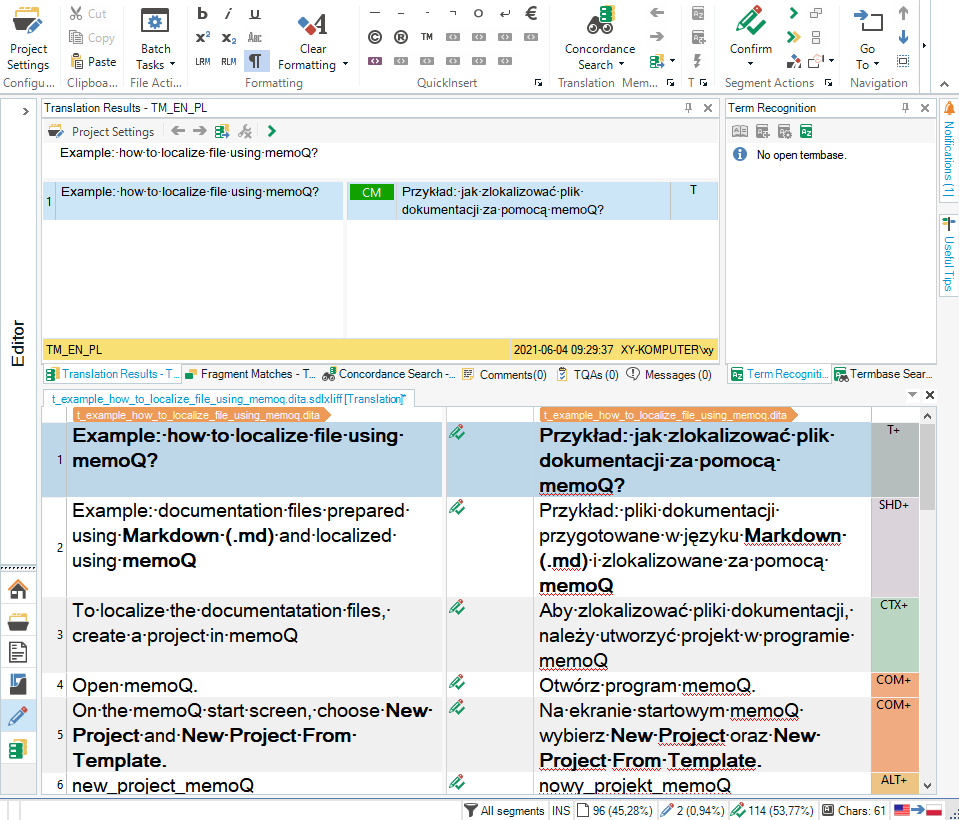 Project Settings
Configu...
Cut
Copy
Paste
Clipboa...
Batch Tasks
File Acti...
b i u
x² x₂ ABC
LRM RLM ¶
Clear Formatting
Formatting
© ® TM
€
QuickInsert
Concordance Search
Translation Mem...
T
Confirm
Segment Actions
Go To
Navigation
Translation Results - TM_EN_PL
Project Settings
Example: how to localize file using memoQ?
1
Example: how to localize file using memoQ?
CM
Przykład: jak zlokalizować plik
dokumentacji za pomocą memoQ?
T
TM_EN_PL
2021-06-04 09:29:37 XY-KOMPUTER\xy
Translation Results - T...
Fragment Matches - T...
Concordance Search -...
Comments(0)
TQAs (0)
Messages (0)
Term Recognition
No open termbase.
Term Recogniti...
Termbase Sear...
Notifications (1)
Useful Tips
Editor
t_example_how_to_localize_file_using_memoq.dita.sdlxliff [Translation]*
t_example_how_to_localize_file_using_memoq.dita
t_example_how_to_localize_file_using_memoq.dita
1
Example: how to localize file using
memoQ?
Przykład: jak zlokalizować plik
dokumentacji za pomocą
memoQ?
T+
2
Example: documentation files prepared
using Markdown (.md) and localized
using memoQ
Przykład: pliki dokumentacji
przygotowane w języku Markdown
(.md) i zlokalizowane za pomocą
memoQ
SHD+
3
To localize the documentatation files,
create a project in memoQ
Aby zlokalizować pliki dokumentacji,
należy utworzyć projekt w programie
memoQ
CTX+
4
Open memoQ.
Otwórz program memoQ.
COM+
5
On the memoQ start screen, choose New
Project and New Project From
Template.
Na ekranie startowym memoQ
wybierz New Project oraz New
Project From Template.
COM+
6
new_project_memoQ
nowy_projekt_memoQ
ALT+
All segments
INS
96 (45,28%)
2 (0,94%)
114 (53,77%)
Chars: 61